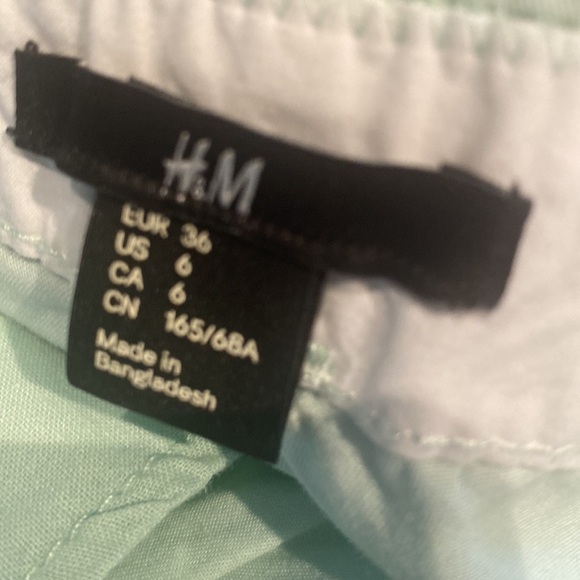 H&M
EUR 36
US 6
CA 6
CN 165/68A
Made in
Bangladesh